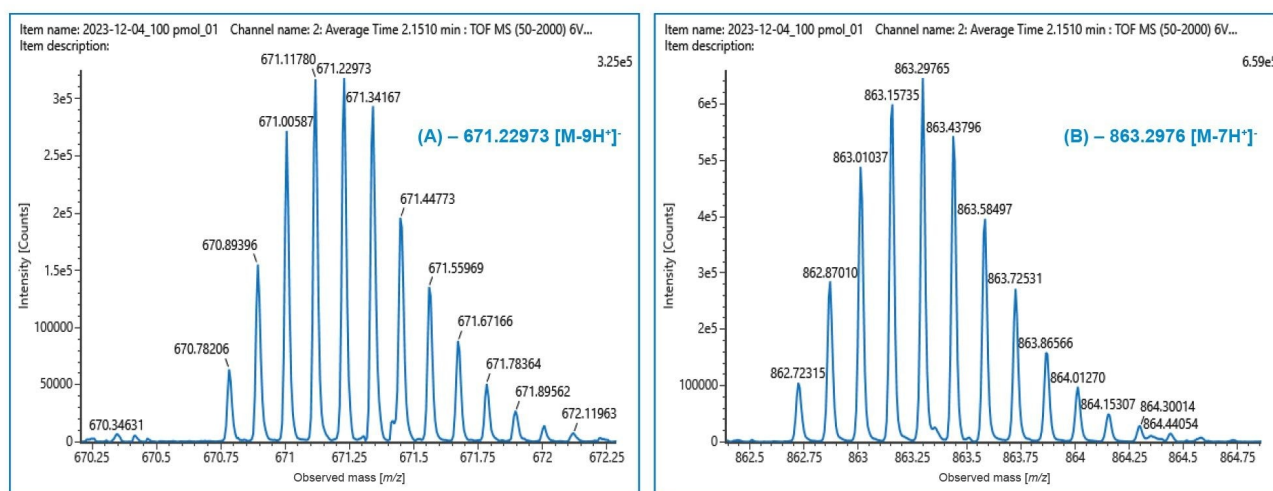 Item name: 2023-12-04_100 pmol_01 Channel name: 2: Average Time 2.1510 min : TOF MS (50-2000) 6V...
Item description:
3.25e5
(A) – 671.22973 [M-9H⁺]⁻
Intensity [Counts]
3e5
2.5e5
2e5
1.5e5
100000
50000
0
670.34631
670.78206
670.89396
671.00587
671.11780
671.22973
671.34167
671.44773
671.55969
671.67166
671.78364
671.89562
672.11963
670.25 670.5 670.75 671 671.25 671.5 671.75 672 672.25
Observed mass [m/z]
Item name: 2023-12-04_100 pmol_01 Channel name: 2: Average Time 2.1510 min : TOF MS (50-2000) 6V...
Item description:
6.59e5
(B) – 863.2976 [M-7H⁺]⁻
Intensity [Counts]
6e5
5e5
4e5
3e5
2e5
100000
0
862.72315
862.87010
863.01037
863.15735
863.29765
863.43796
863.58497
863.72531
863.86566
864.01270
864.15307
864.30014
864.44054
862.5 862.75 863 863.25 863.5 863.75 864 864.25 864.5 864.75
Observed mass [m/z]